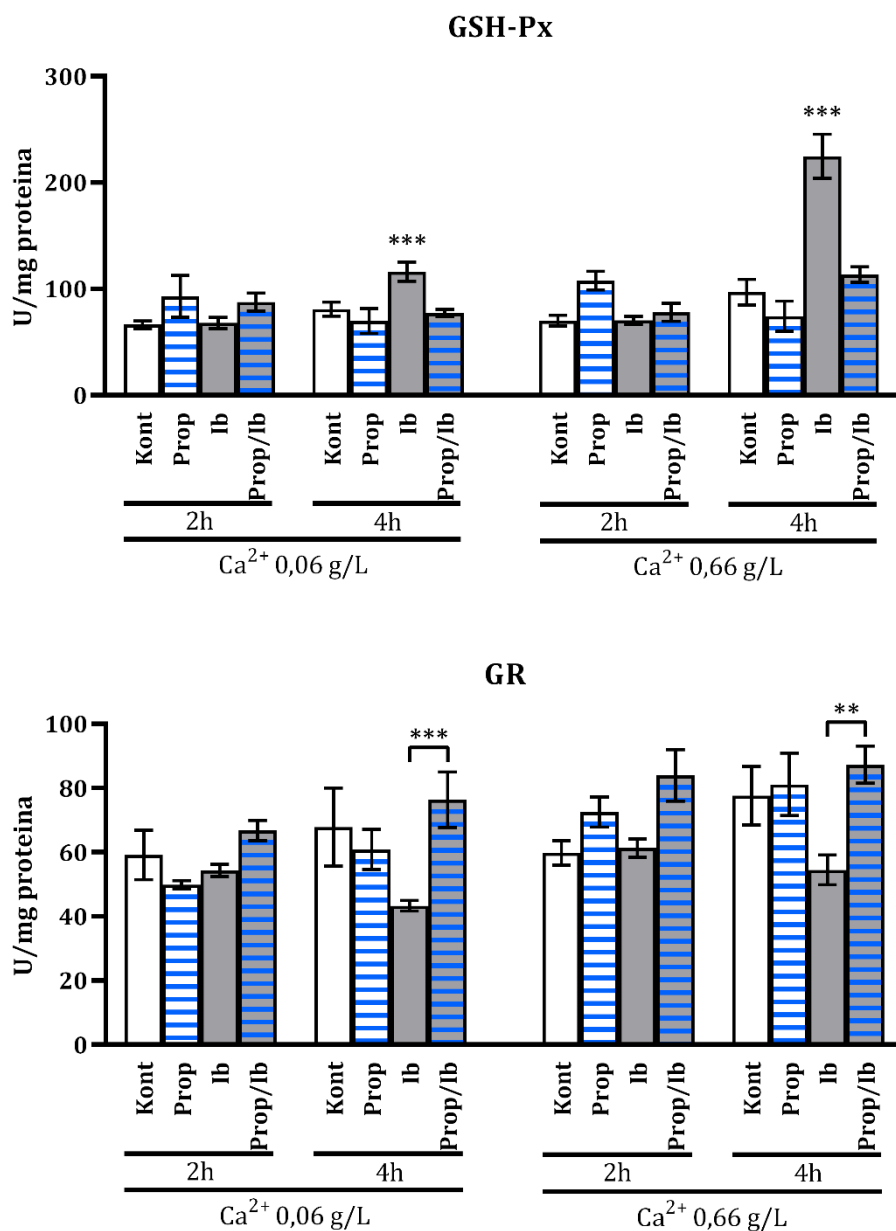 GSH-Px
U/mg proteina
300
200
100
0
***
***
Kont Prop Ib Prop/Ib Kont Prop Ib Prop/Ib Kont Prop Ib Prop/Ib Kont Prop Ib Prop/Ib
2h 4h 2h 4h
Ca²⁺ 0,06 g/L Ca²⁺ 0,66 g/L
GR
U/mg proteina
100
80
60
40
20
0
***
**
Kont Prop Ib Prop/Ib Kont Prop Ib Prop/Ib Kont Prop Ib Prop/Ib Kont Prop Ib Prop/Ib
2h 4h 2h 4h
Ca²⁺ 0,06 g/L Ca²⁺ 0,66 g/L